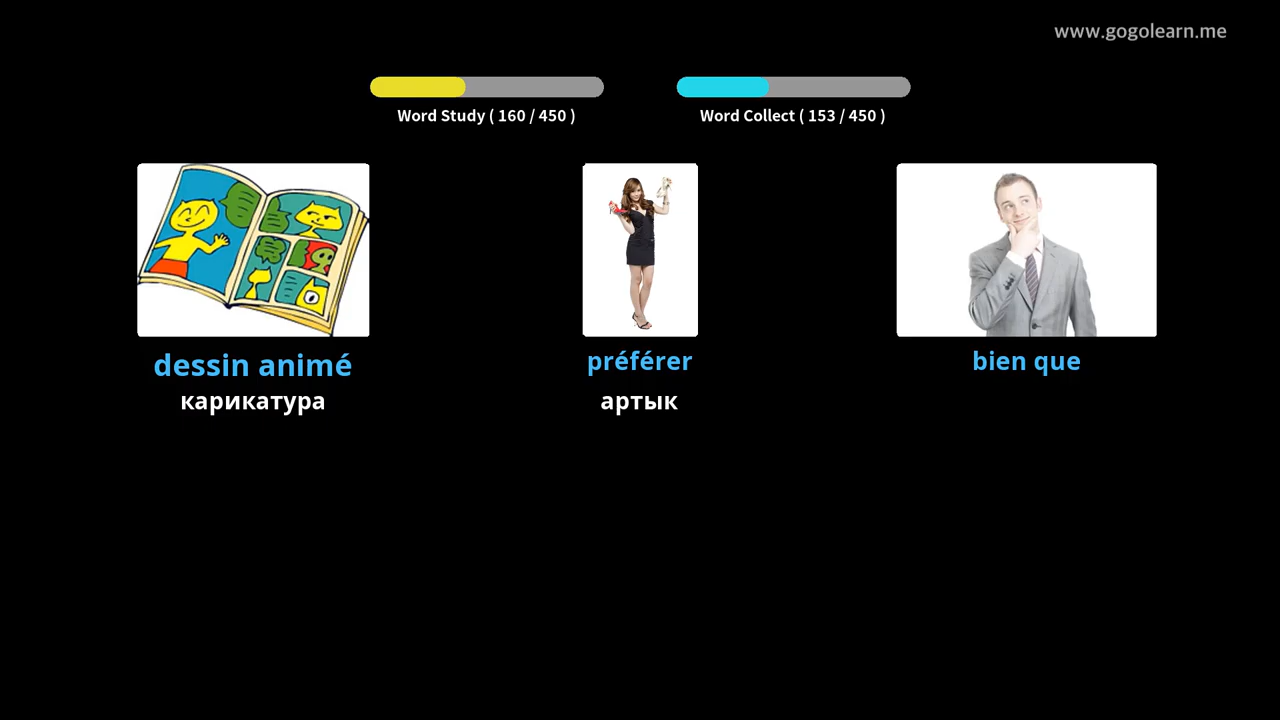 www.gogolearn.me
Word Study ( 160 / 450 )
Word Collect ( 153 / 450 )
dessin animé
préférer
bien que
карикатура
артык